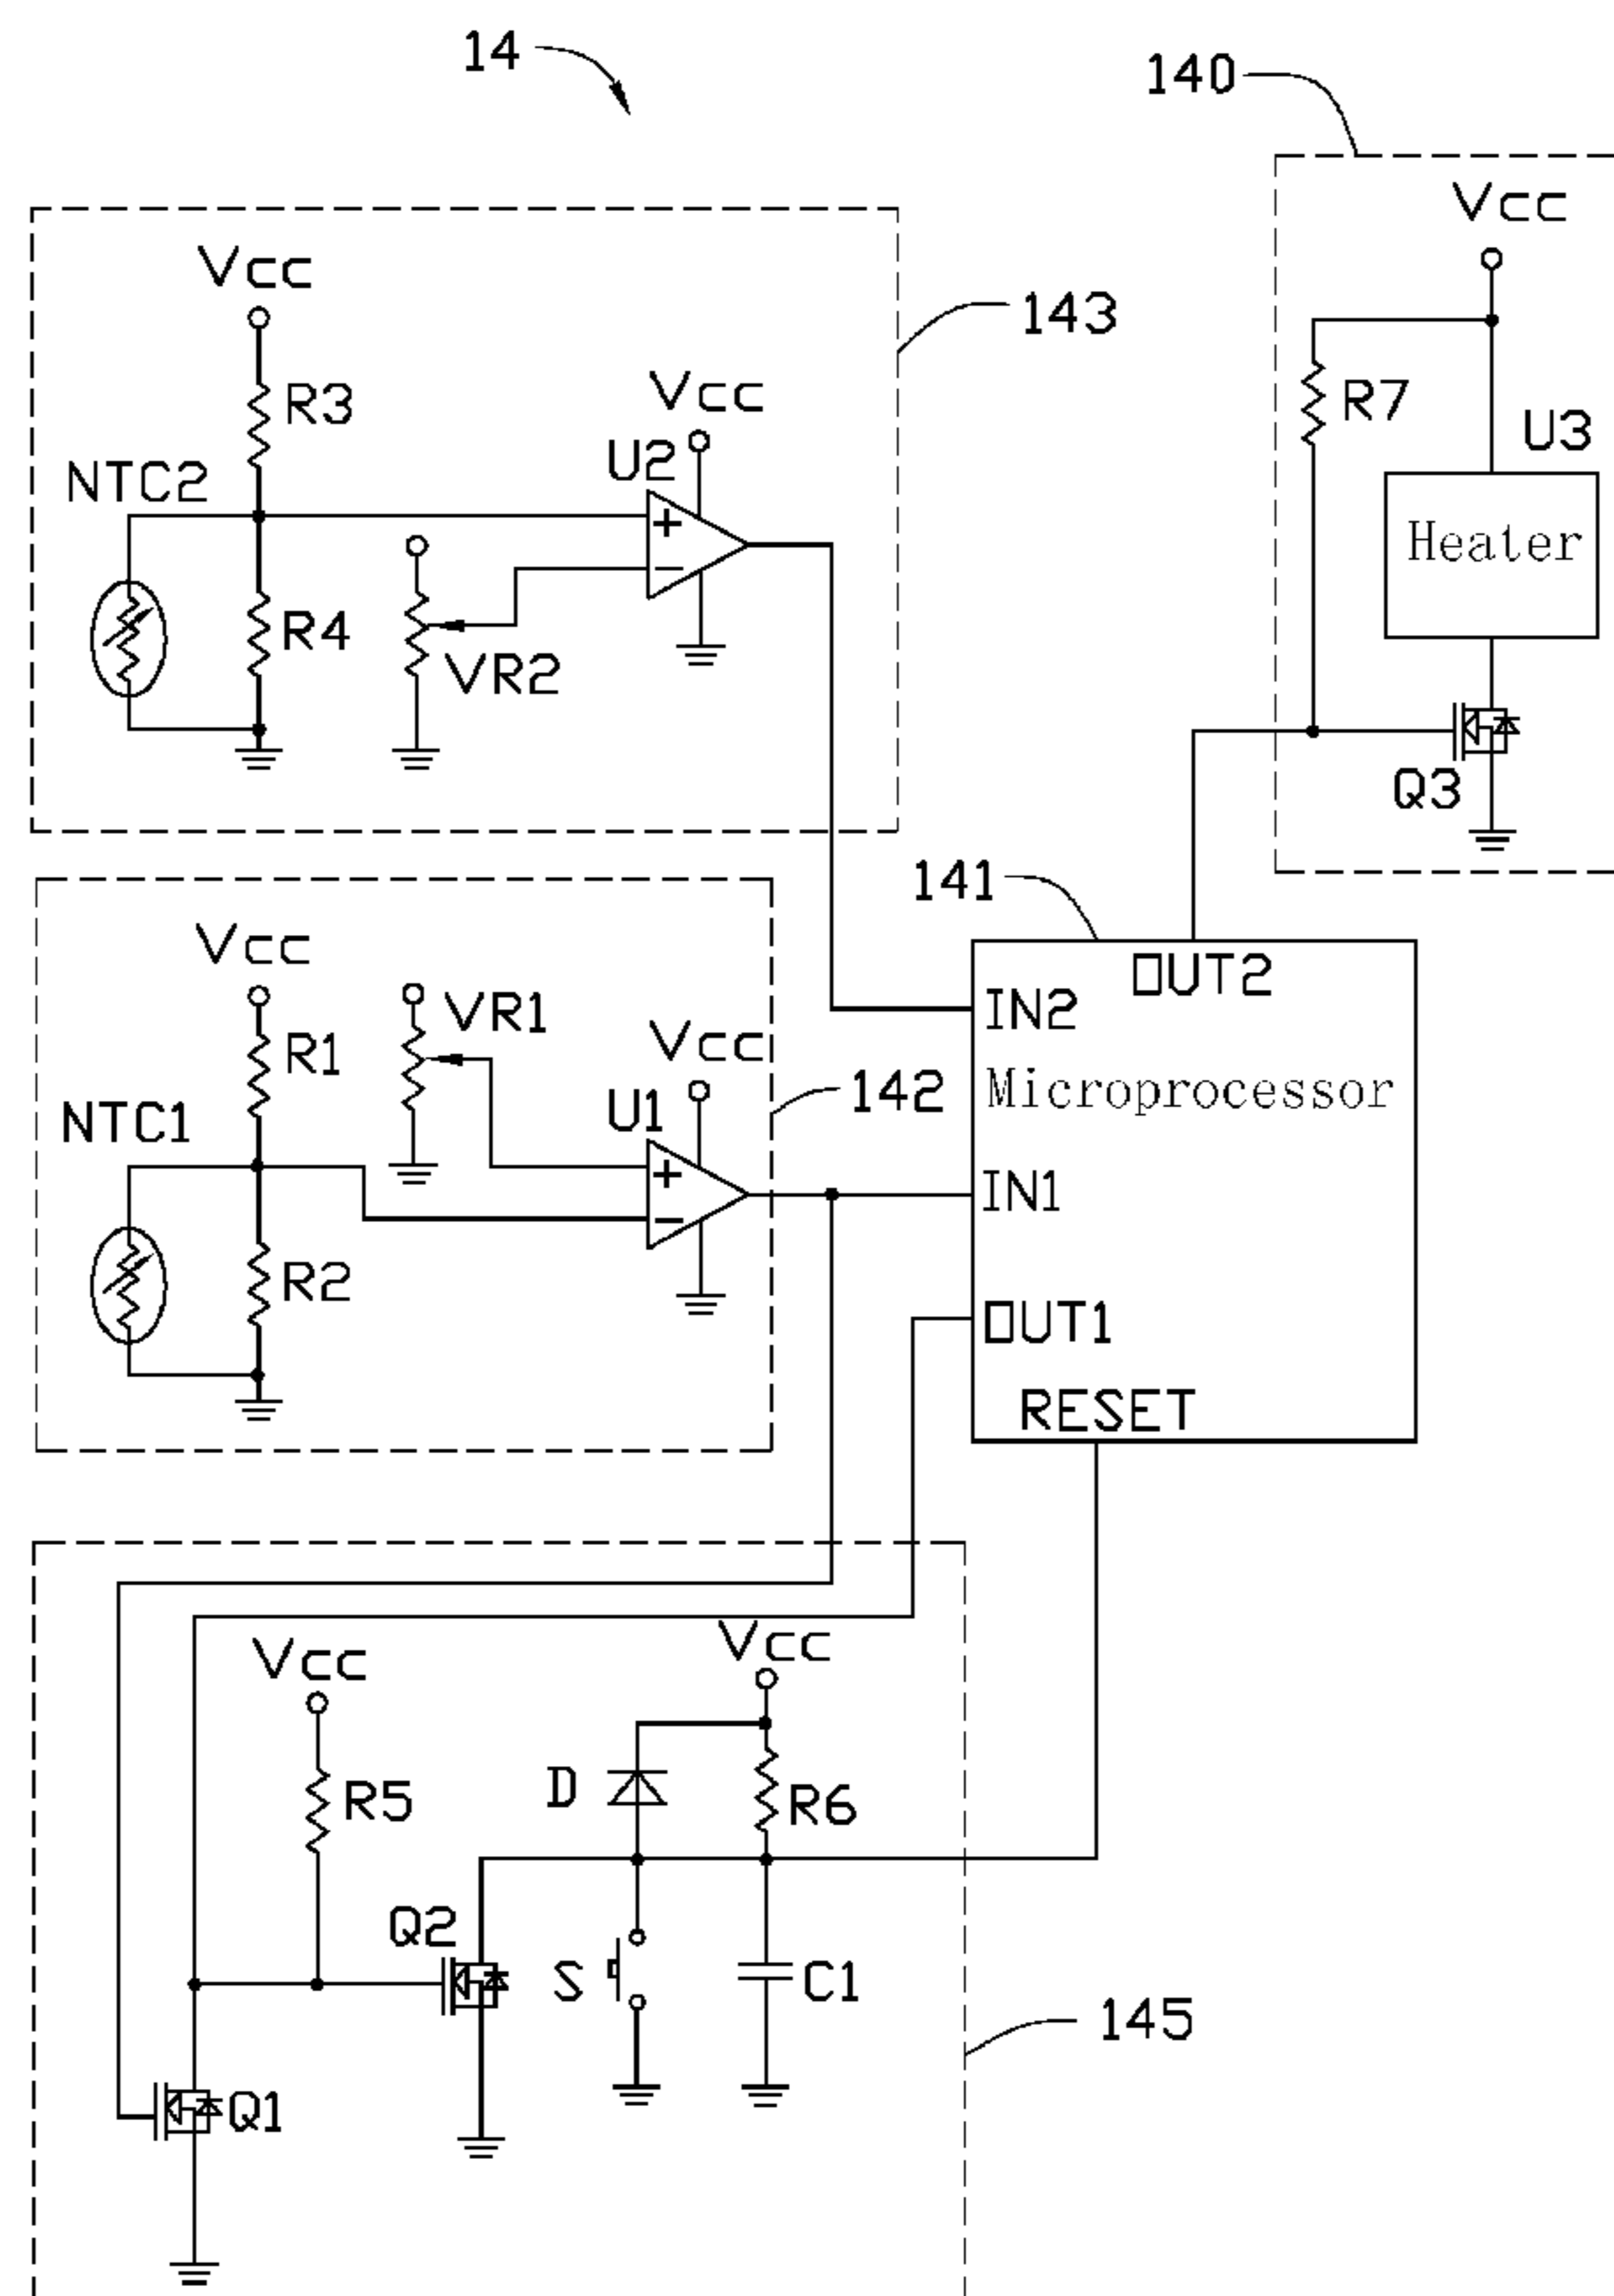 14
140
Vcc
Vcc
143
R3
Vcc
R7
U3
U2
NTC2
Heater
R4
VR2
Q3
141
Vcc
OUT2
VR1
IN2
R1
Vcc
Microprocessor
142
U1
NTC1
IN1
R2
OUT1
RESET
Vcc
Vcc
D
R5
R6
Q2
S
C1
145
Q1